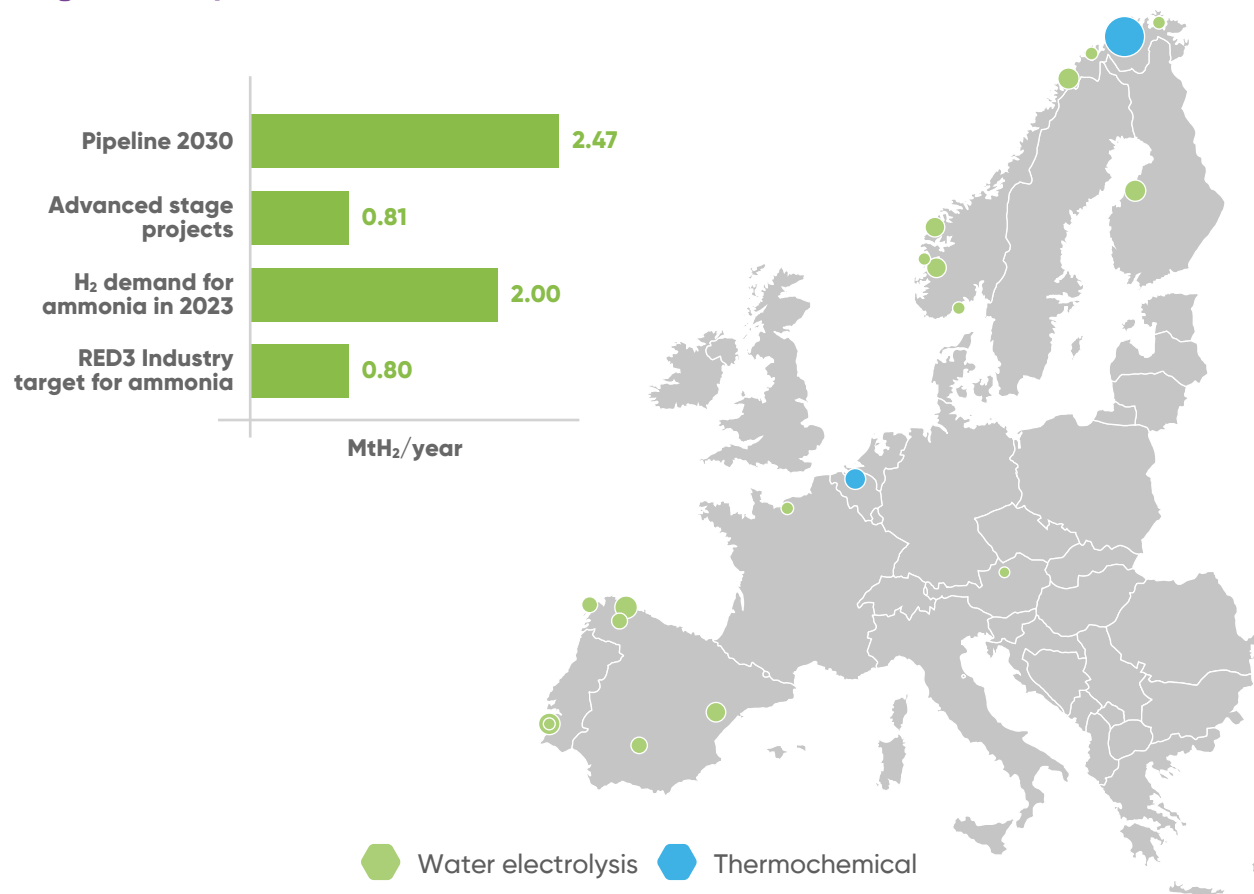 Pipeline 2030
2.47
Advanced stage
projects
0.81
H₂ demand for
ammonia in 2023
2.00
RED3 Industry
target for ammonia
0.80
MtH₂/year
Water electrolysis
Thermochemical